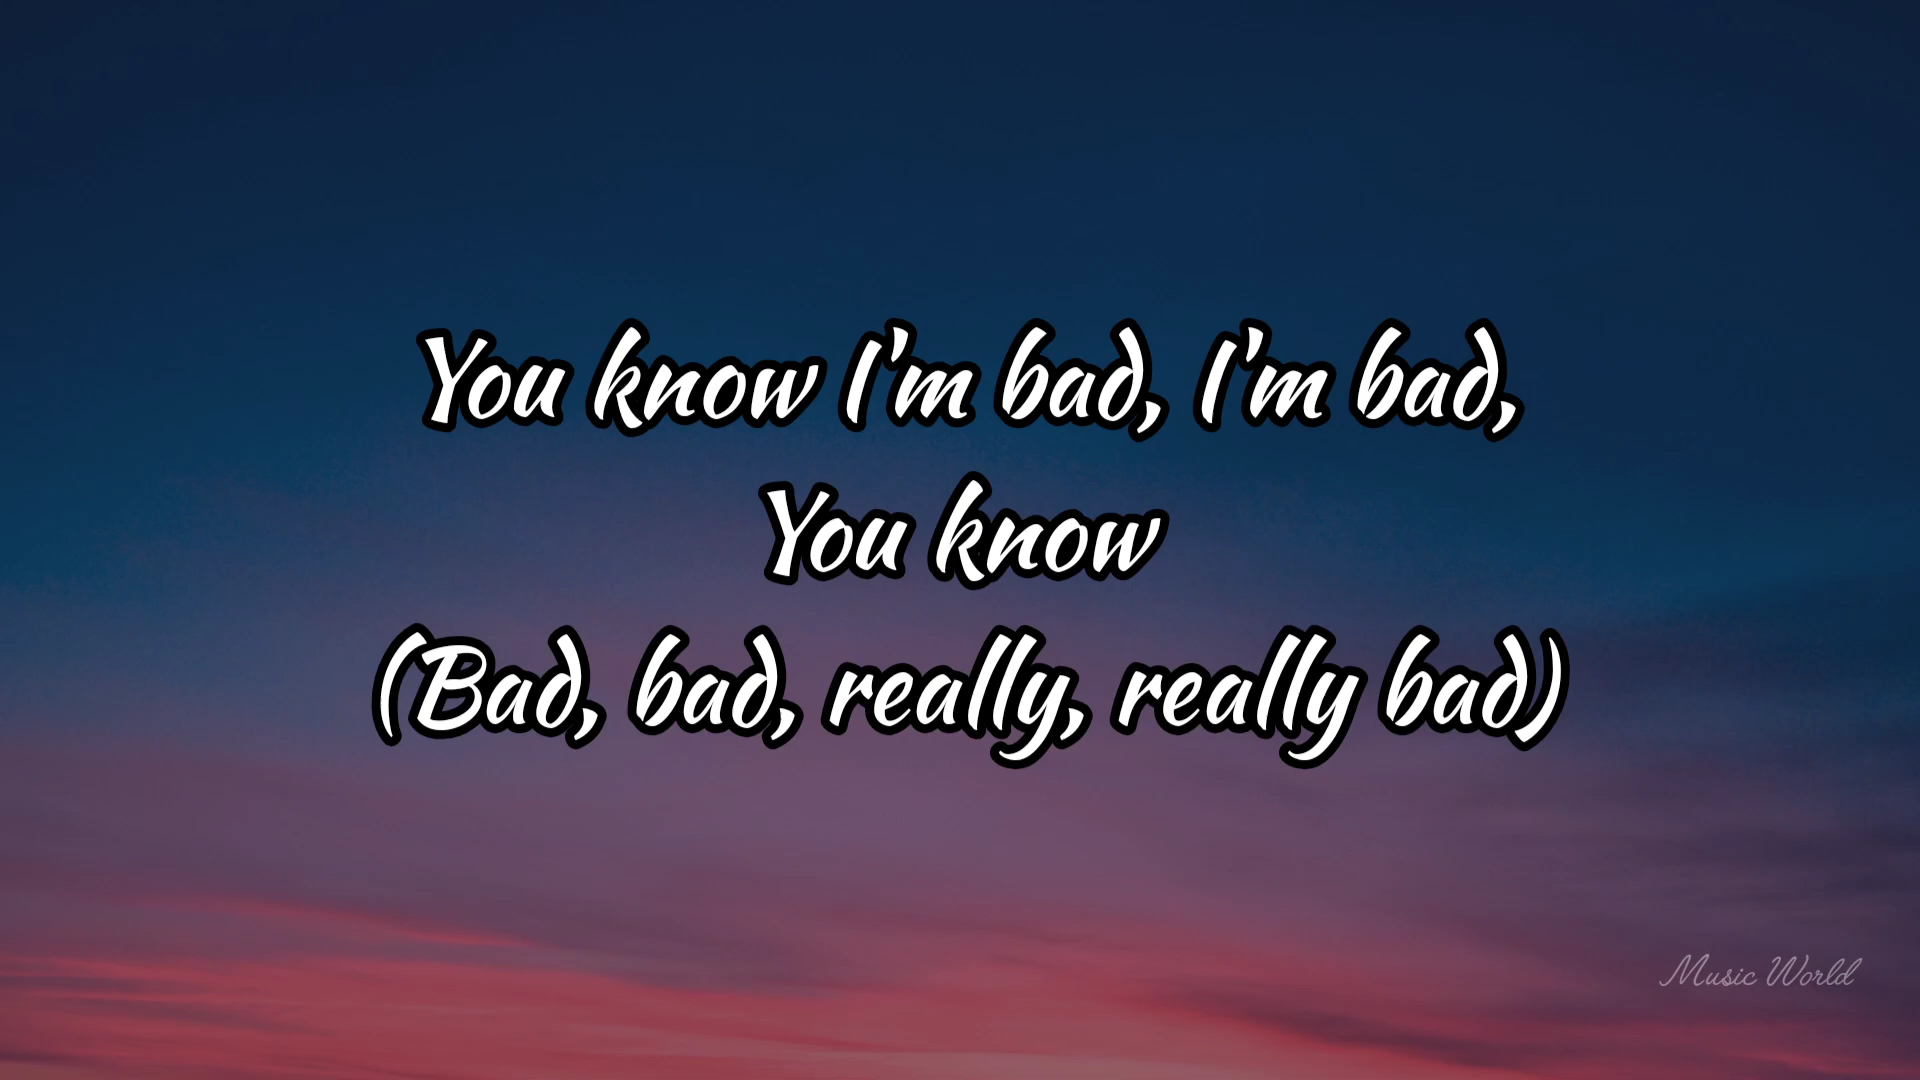 You know I'm bad, I'm bad,
You know
(Bad, bad, really, really bad)
Music World